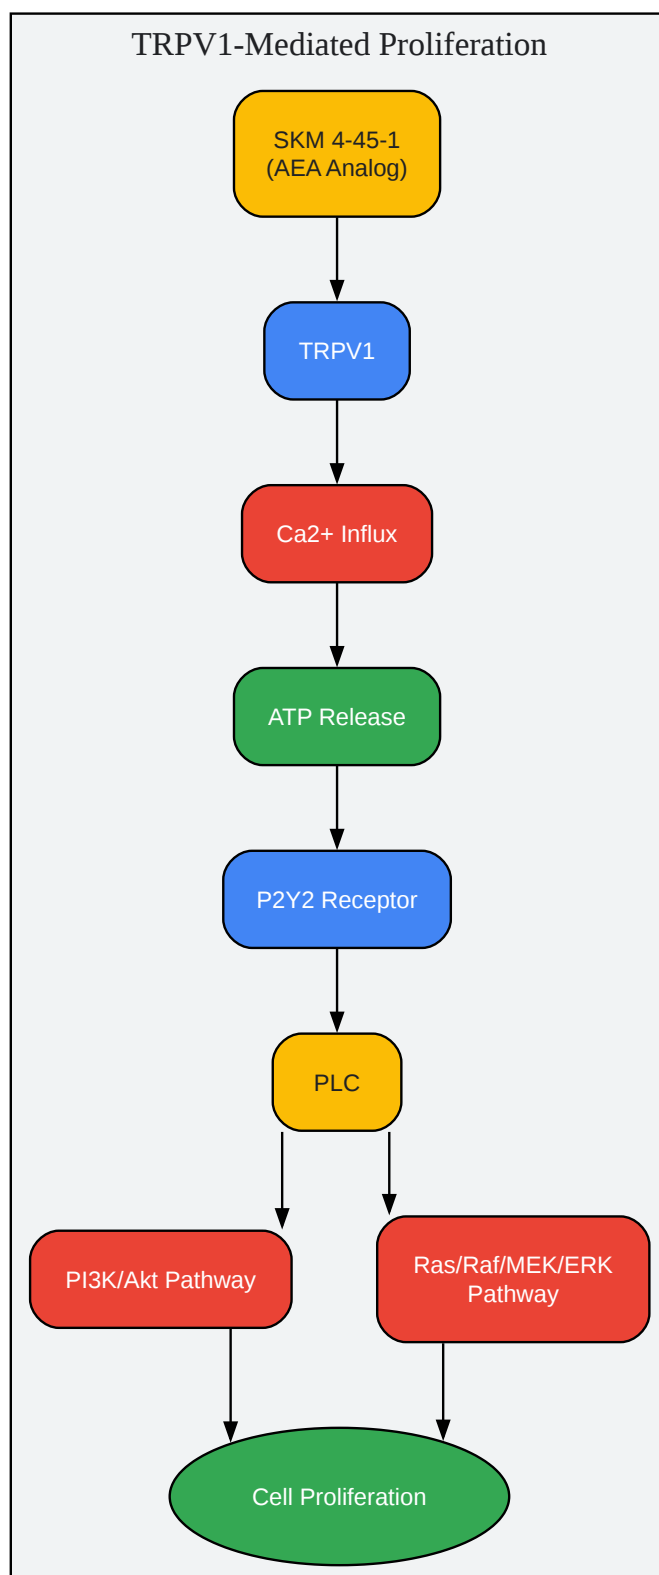 TRPV1-Mediated Proliferation
SKM 4-45-1
(AEA Analog)
TRPV1
Ca2+ Influx
ATP Release
P2Y2 Receptor
PLC
PI3K/Akt Pathway
Ras/Raf/MEK/ERK
Pathway
Cell Proliferation